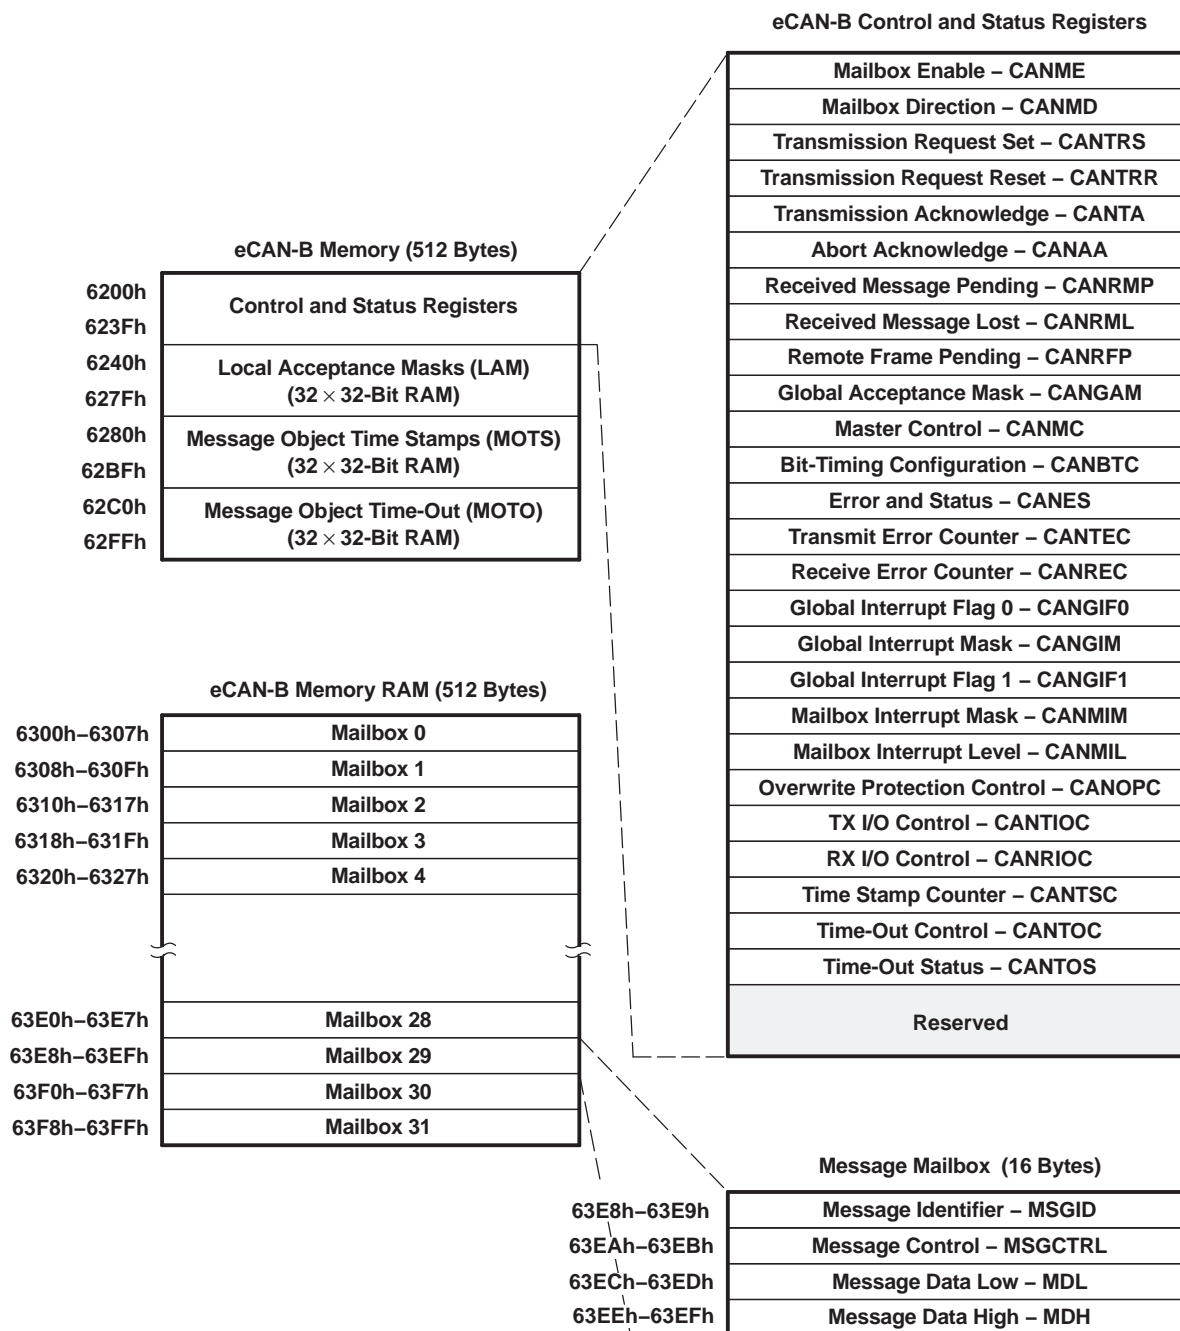 eCAN-B Control and Status Registers
Mailbox Enable – CANME
Mailbox Direction – CANMD
Transmission Request Set – CANTRS
Transmission Request Reset – CANTRR
Transmission Acknowledge – CANTA
Abort Acknowledge – CANAA
Received Message Pending – CANRMP
Received Message Lost – CANRML
Remote Frame Pending – CANRFP
Global Acceptance Mask – CANGAM
Master Control – CANMC
Bit-Timing Configuration – CANBTC
Error and Status – CANES
Transmit Error Counter – CANTEC
Receive Error Counter – CANREC
Global Interrupt Flag 0 – CANGIF0
Global Interrupt Mask – CANGIM
Global Interrupt Flag 1 – CANGIF1
Mailbox Interrupt Mask – CANMIM
Mailbox Interrupt Level – CANMIL
Overwrite Protection Control – CANOPC
TX I/O Control – CANTIOC
RX I/O Control – CANRIOC
Time Stamp Counter – CANTSC
Time-Out Control – CANTOC
Time-Out Status – CANTOS
Reserved
eCAN-B Memory (512 Bytes)
6200h
Control and Status Registers
623Fh
6240h
Local Acceptance Masks (LAM)
(32 × 32-Bit RAM)
627Fh
6280h
Message Object Time Stamps (MOTS)
(32 × 32-Bit RAM)
62BFh
62C0h
Message Object Time-Out (MOTO)
(32 × 32-Bit RAM)
62FFh
eCAN-B Memory RAM (512 Bytes)
6300h–6307h Mailbox 0
6308h–630Fh Mailbox 1
6310h–6317h Mailbox 2
6318h–631Fh Mailbox 3
6320h–6327h Mailbox 4
63E0h–63E7h Mailbox 28
63E8h–63EFh Mailbox 29
63F0h–63F7h Mailbox 30
63F8h–63FFh Mailbox 31
Message Mailbox (16 Bytes)
63E8h–63E9h Message Identifier – MSGID
63EAh–63EBh Message Control – MSGCTRL
63ECh–63EDh Message Data Low – MDL
63EEh–63EFh Message Data High – MDH